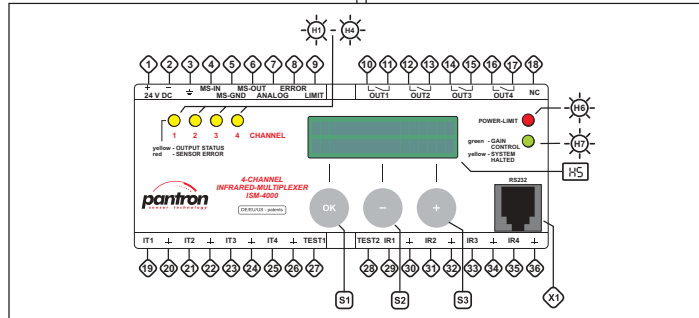 H1 - H4
1 2 3 4 5 6 7 8 9 10 11 12 13 14 15 16 17 18
+ - MS-IN MS-OUT ERROR
24 V DC MS-GND ANALOG LIMIT OUT1 OUT2 OUT3 OUT4 NC
POWER-LIMIT H6
1 2 3 4 CHANNEL
green - GAIN CONTROL H7
yellow - OUTPUT STATUS
red - SENSOR ERROR
yellow - SYSTEM HALTED
H5
4-CHANNEL
INFRARED-MULTIPLEXER
ISM-4000
RS232
pantron
sensor technology
DE/EU/US - patents
OK - +
IT1 IT2 IT3 IT4 TEST1 TEST2 IR1 IR2 IR3 IR4
19 20 21 22 23 24 25 26 27 28 29 30 31 32 33 34 35 36
S1 S2 S3 X1